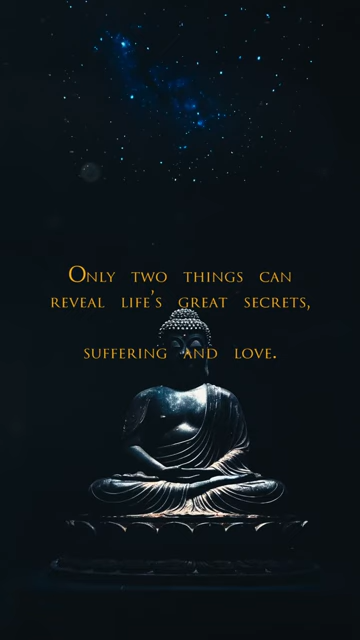 Only two things can
reveal life's great secrets,
suffering and love.